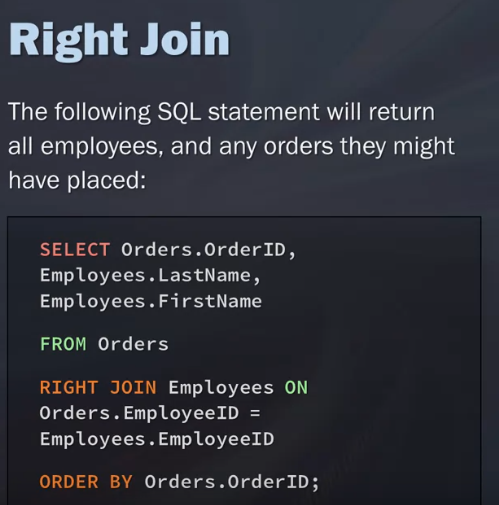 Right Join
The following SQL statement will return
all employees, and any orders they might
have placed:
SELECT Orders.OrderID,
Employees.LastName,
Employees.FirstName
FROM Orders
RIGHT JOIN Employees ON
Orders.EmployeeID =
Employees.EmployeeID
ORDER BY Orders.OrderID;